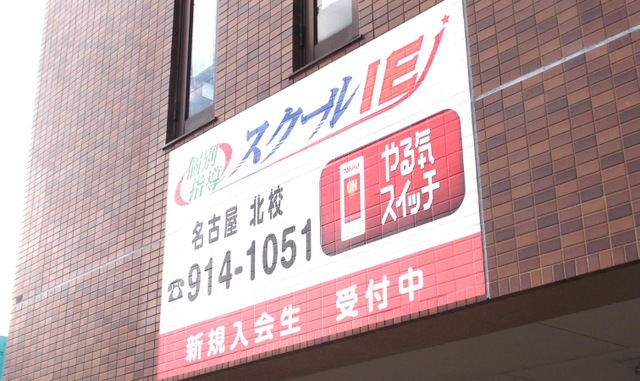 個別
指導
スクールIE
やる気
スイッチ
ON
名古屋 北校
☎914-1051
新規入会生 受付中